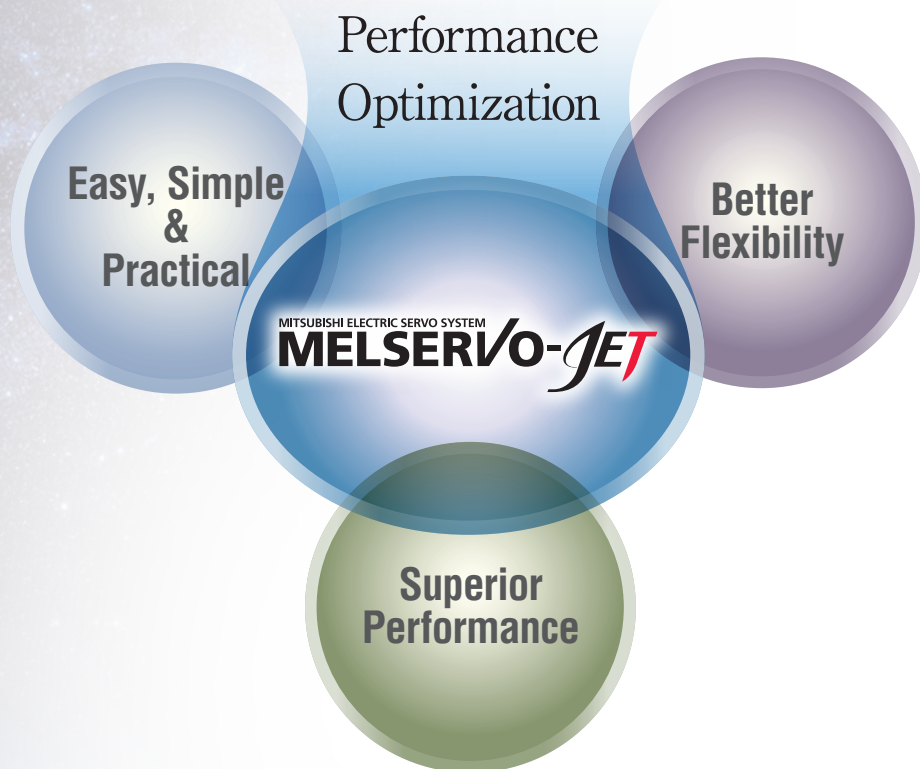 Performance
Optimization
Easy, Simple
&
Practical
Better
Flexibility
MITSUBISHI ELECTRIC SERVO SYSTEM
MELSERVO-JET
Superior
Performance